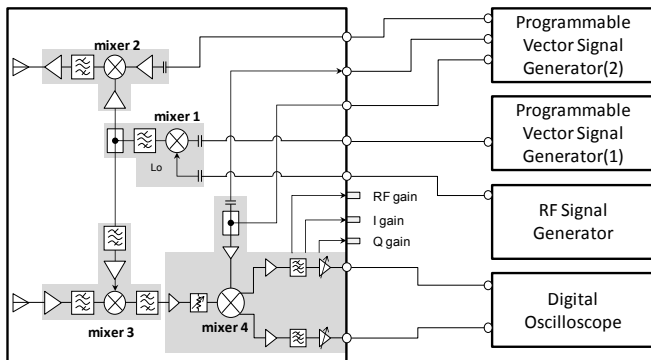 mixer 2
Programmable
Vector Signal
Generator(2)
mixer 1
Programmable
Vector Signal
Generator(1)
Lo
RF gain
I gain
Q gain
RF Signal
Generator
mixer 3
mixer 4
Digital
Oscilloscope